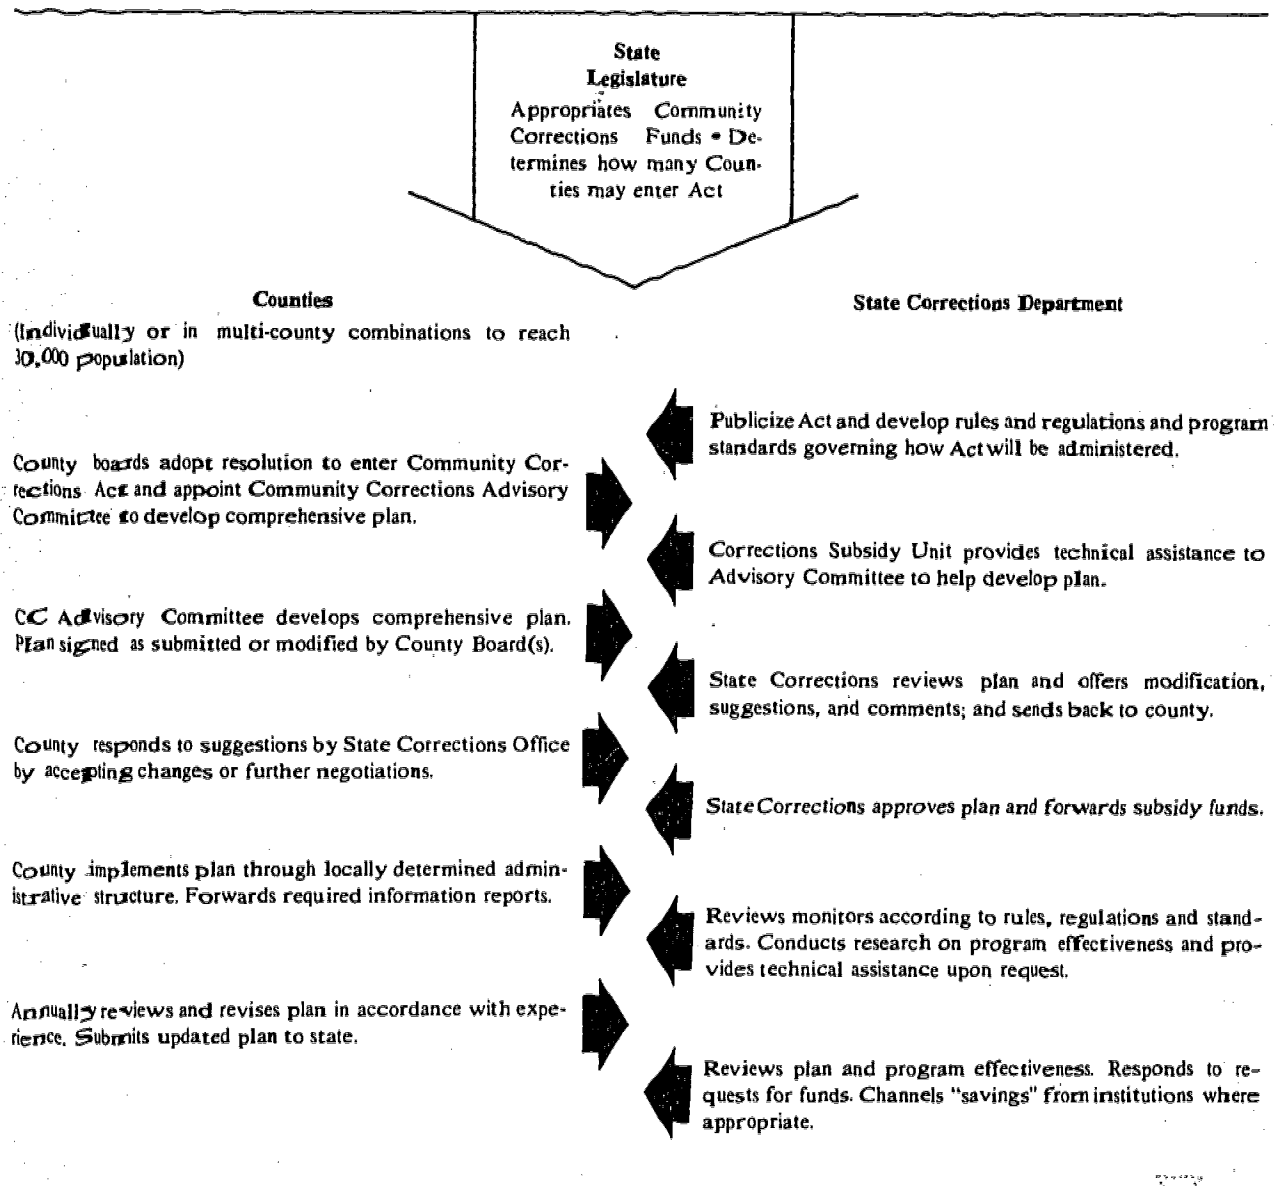 State
Legislature
Appropriates Community
Corrections Funds • De-
termines how many Coun-
ties may enter Act
Counties
(Individually or in multi-county combinations to reach
30,000 population)
County boards adopt resolution to enter Community Cor-
rections Act and appoint Community Corrections Advisory
Committee to develop comprehensive plan.
CC Advisory Committee develops comprehensive plan.
Plan signed as submitted or modified by County Board(s).
County responds to suggestions by State Corrections Office
by accepting changes or further negotiations.
County implements plan through locally determined admin-
istrative structure. Forwards required information reports.
Annually reviews and revises plan in accordance with expe-
rience. Submits updated plan to state.
State Corrections Department
Publicize Act and develop rules and regulations and program
standards governing how Act will be administered.
Corrections Subsidy Unit provides technical assistance to
Advisory Committee to help develop plan.
State Corrections reviews plan and offers modification,
suggestions, and comments; and sends back to county.
State Corrections approves plan and forwards subsidy funds.
Reviews monitors according to rules, regulations and stand-
ards. Conducts research on program effectiveness and pro-
vides technical assistance upon request.
Reviews plan and program effectiveness. Responds to re-
quests for funds. Channels "savings" from institutions where
appropriate.